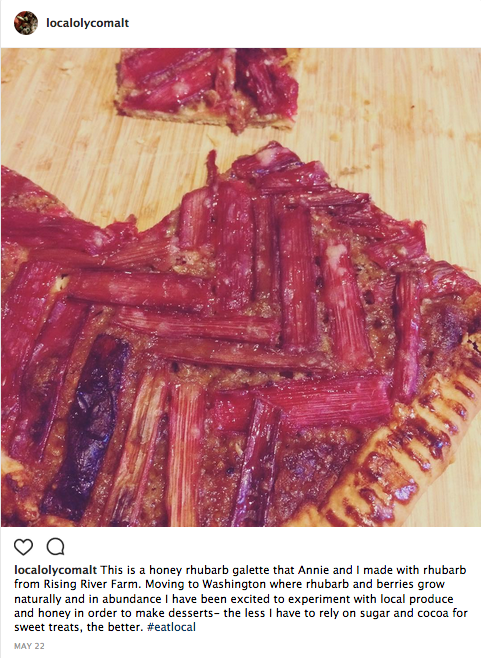 localolycomalt
localolycomalt This is a honey rhubarb galette that Annie and I made with rhubarb
from Rising River Farm. Moving to Washington where rhubarb and berries grow
naturally and in abundance I have been excited to experiment with local produce
and honey in order to make desserts- the less I have to rely on sugar and cocoa for
sweet treats, the better. #eatlocal
MAY 22